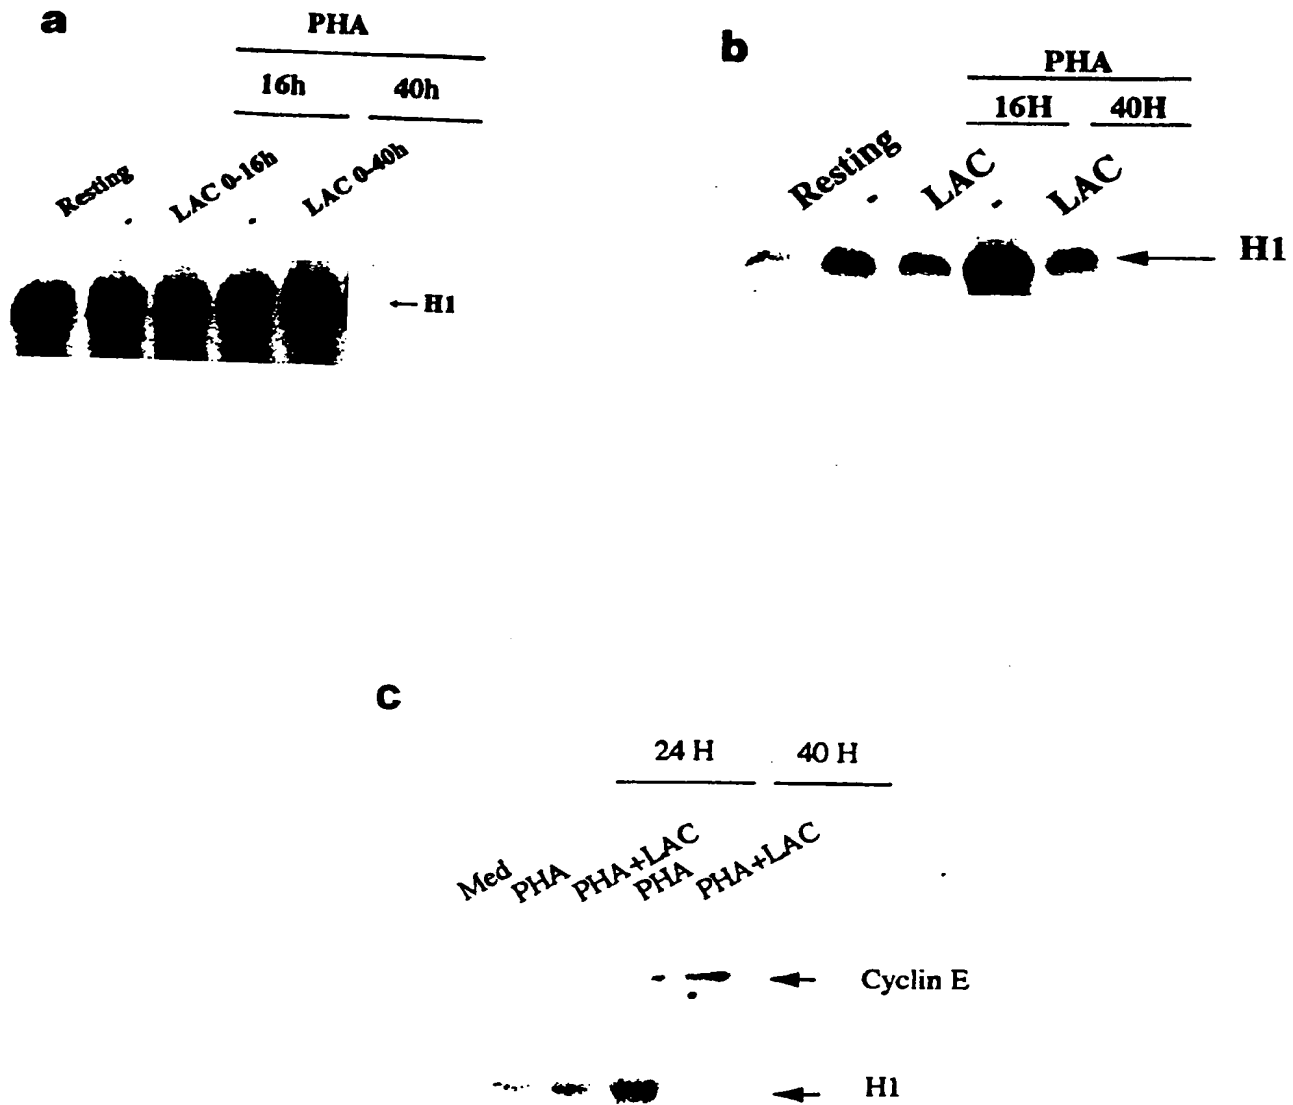 a
PHA
16h 40h
Resting - LAC 0-16h - LAC 0-40h
H1
b
PHA
16H 40H
Resting - LAC - LAC
H1
c
24 H 40 H
Med PHA PHA+LAC PHA PHA+LAC
Cyclin E
H1